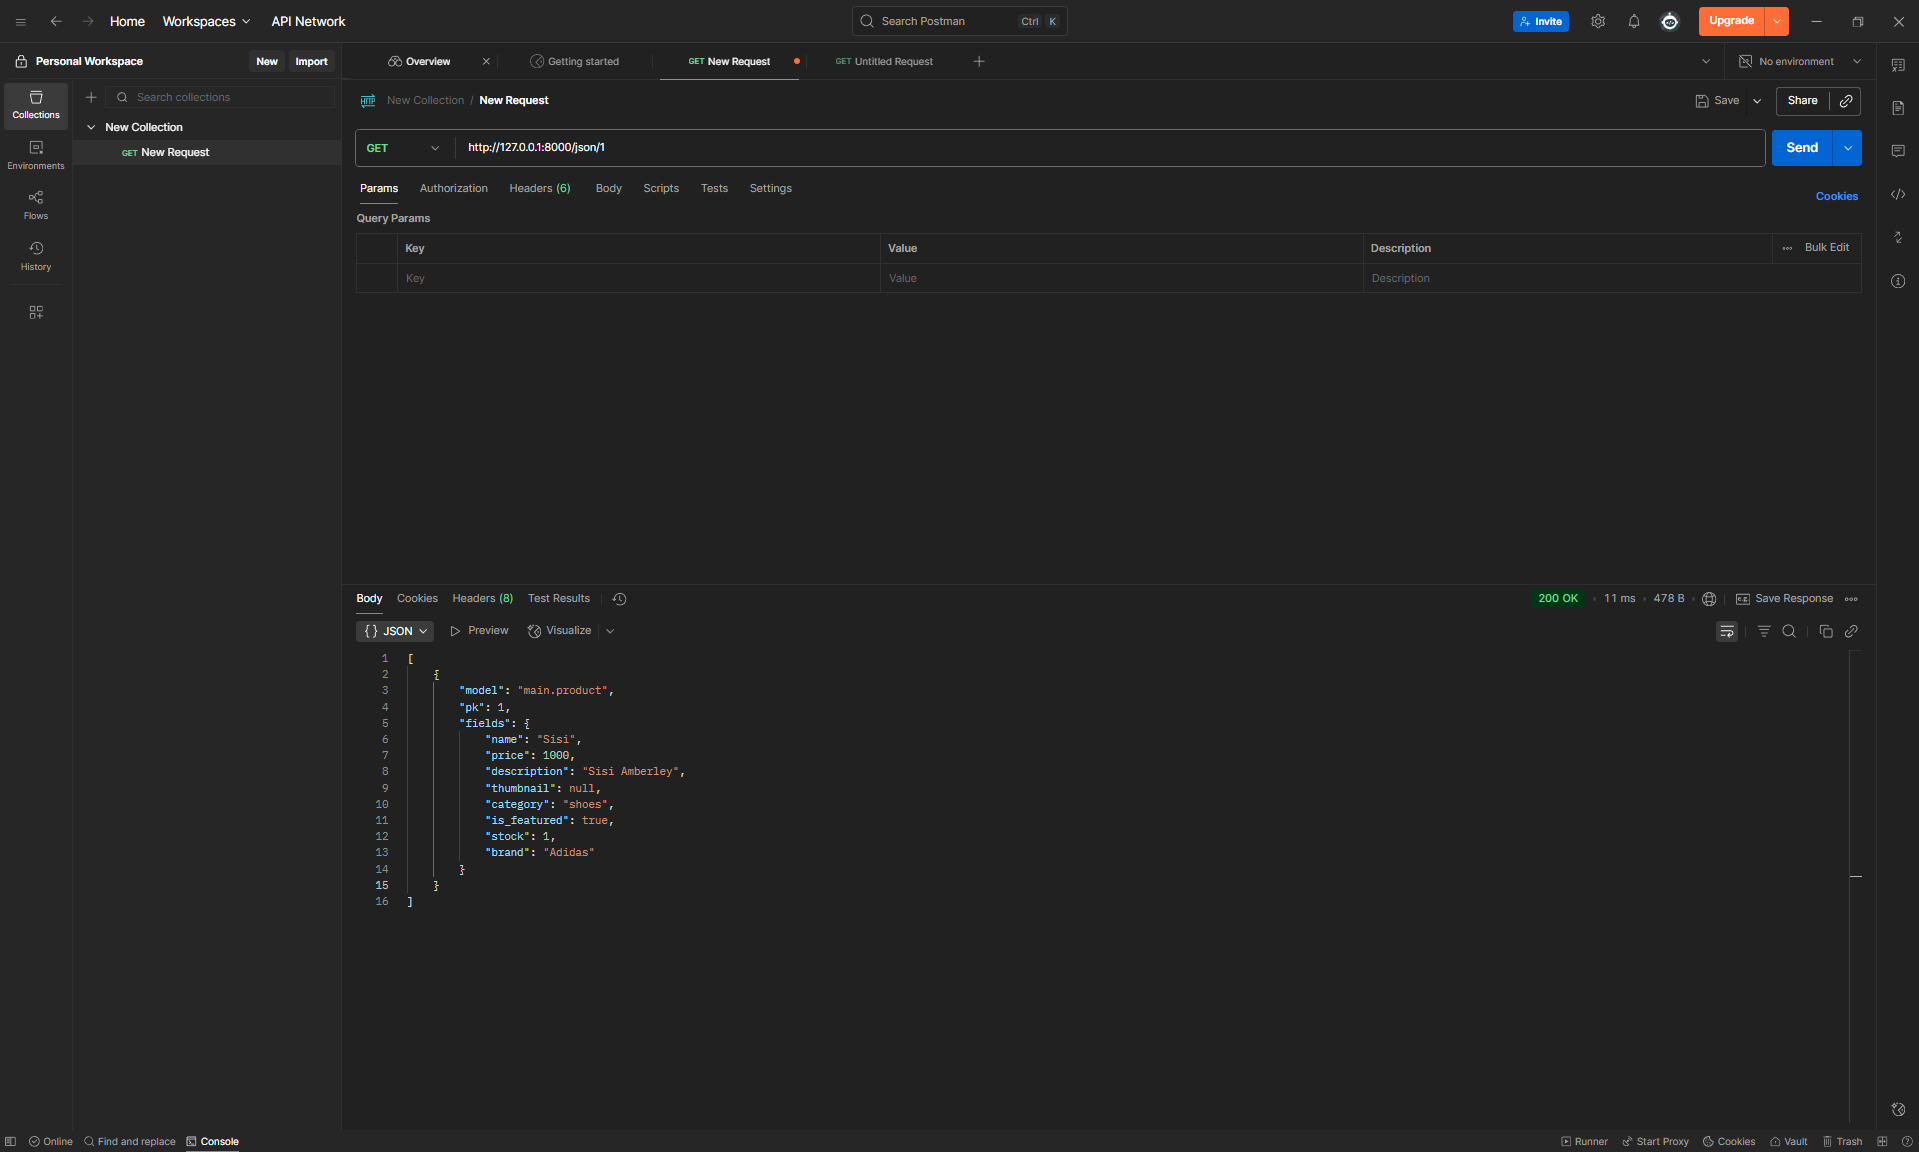 Home Workspaces API Network Search Postman Ctrl K Invite Upgrade
Personal Workspace New Import Overview Getting started GET New Request GET Untitled Request No environment
Search collections
Collections
New Collection
GET New Request
Environments
Flows
History
HTTP New Collection / New Request Save Share
GET http://127.0.0.1:8000/json/1 Send
Params Authorization Headers (6) Body Scripts Tests Settings Cookies
Query Params
Key Value Description Bulk Edit
Key Value Description
Body Cookies Headers (8) Test Results 200 OK 11 ms 478 B Save Response
{} JSON Preview Visualize
1 [
2 {
3 "model": "main.product",
4 "pk": 1,
5 "fields": {
6 "name": "Sisi",
7 "price": 1000,
8 "description": "Sisi Amberley",
9 "thumbnail": null,
10 "category": "shoes",
11 "is_featured": true,
12 "stock": 1,
13 "brand": "Adidas"
14 }
15 }
16 ]
Online Find and replace Console Runner Start Proxy Cookies Vault Trash